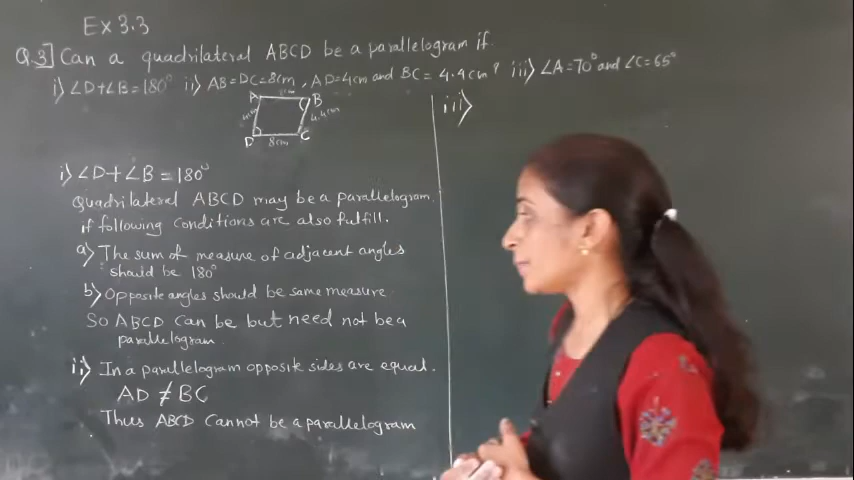 Ex 3.3
Q.3] Can a quadrilateral ABCD be a parallelogram if
i) ∠D+∠B=180° ii) AB=DC=8cm, AD=4cm and BC=4.4cm? iii) ∠A=70° and ∠C=65°
A B
4.4cm
D C
8cm
i) ∠D+∠B=180°
Quadrilateral ABCD may be a parallelogram,
if following conditions are also fulfill.
a) The sum of measure of adjacent angles
should be 180°
b) Opposite angles should be same measure
So ABCD can be but need not be a
parallelogram.
ii) In a parallelogram opposite sides are equal.
AD ≠ BC
Thus ABCD Cannot be a parallelogram
iii)